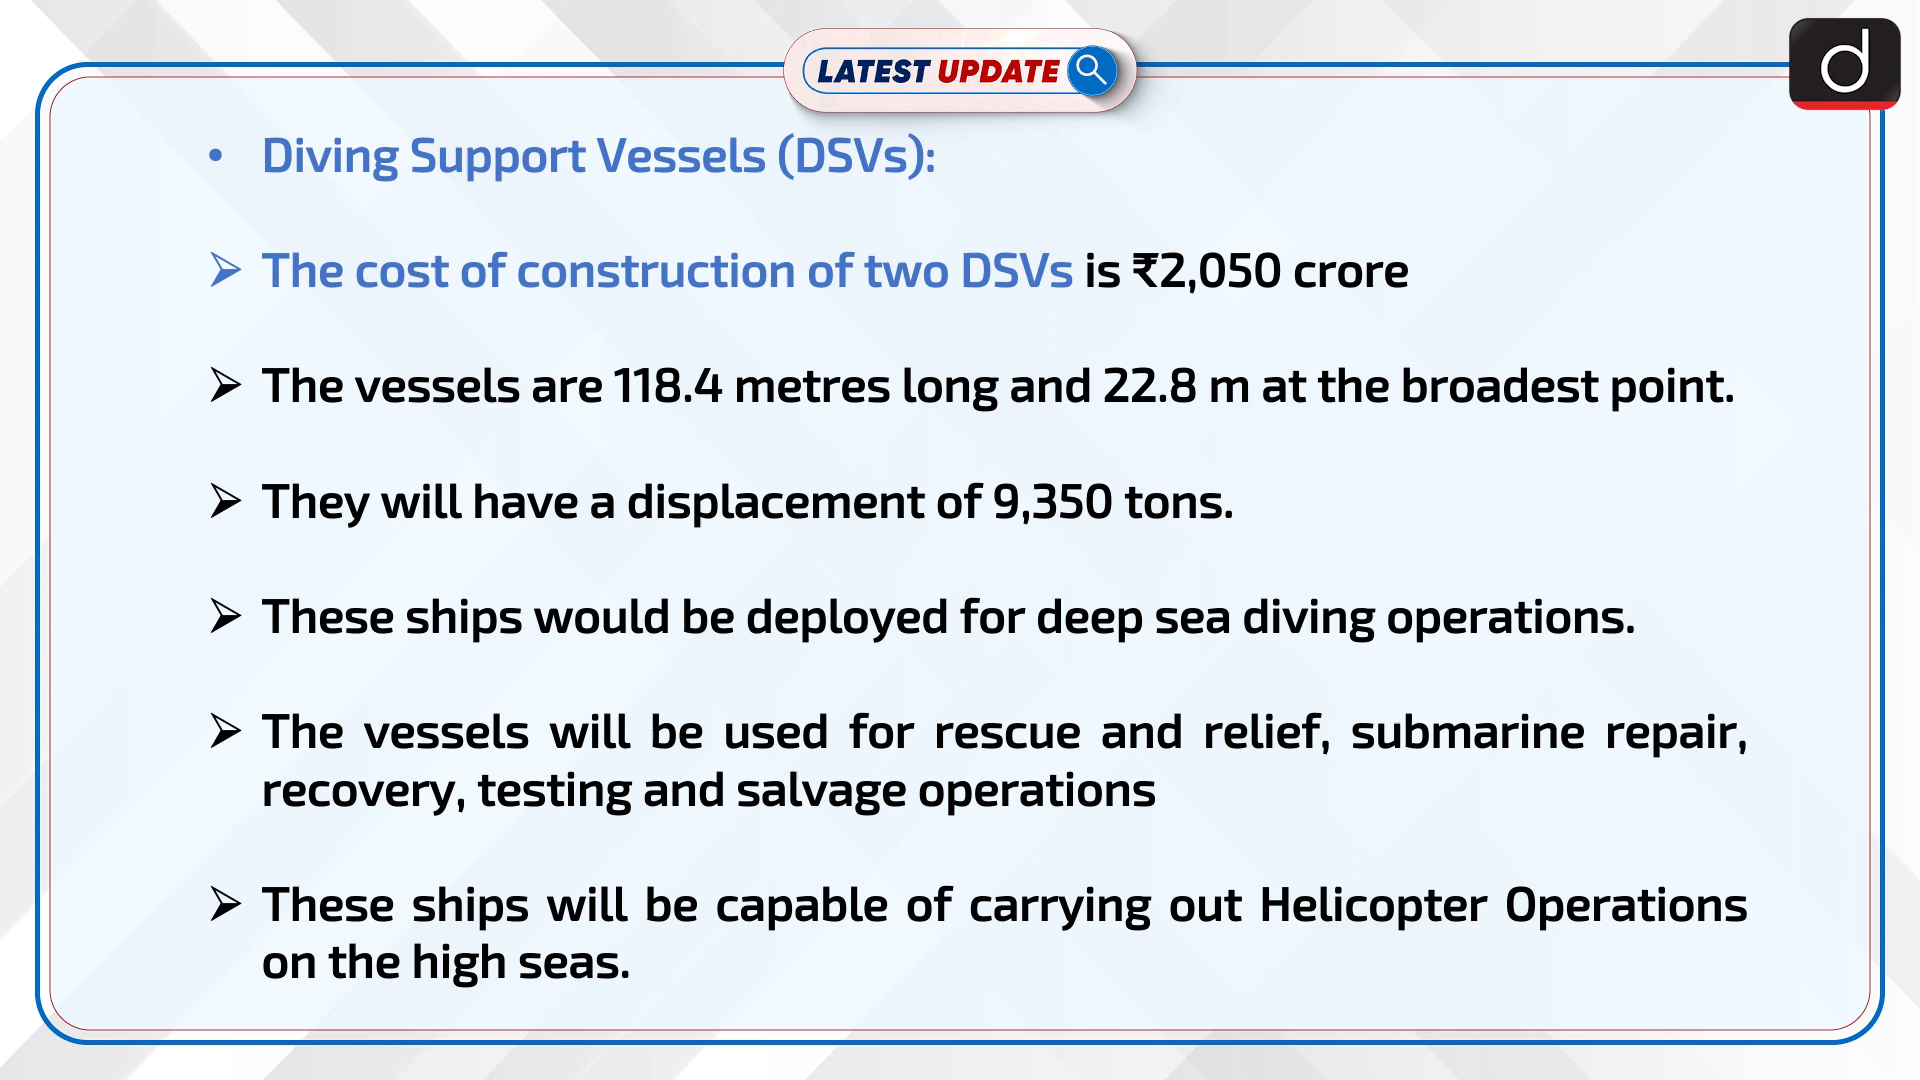 LATEST UPDATE
d
• Diving Support Vessels (DSVs):
➢ The cost of construction of two DSVs is ₹2,050 crore
➢ The vessels are 118.4 metres long and 22.8 m at the broadest point.
➢ They will have a displacement of 9,350 tons.
➢ These ships would be deployed for deep sea diving operations.
➢ The vessels will be used for rescue and relief, submarine repair,
recovery, testing and salvage operations
➢ These ships will be capable of carrying out Helicopter Operations
on the high seas.